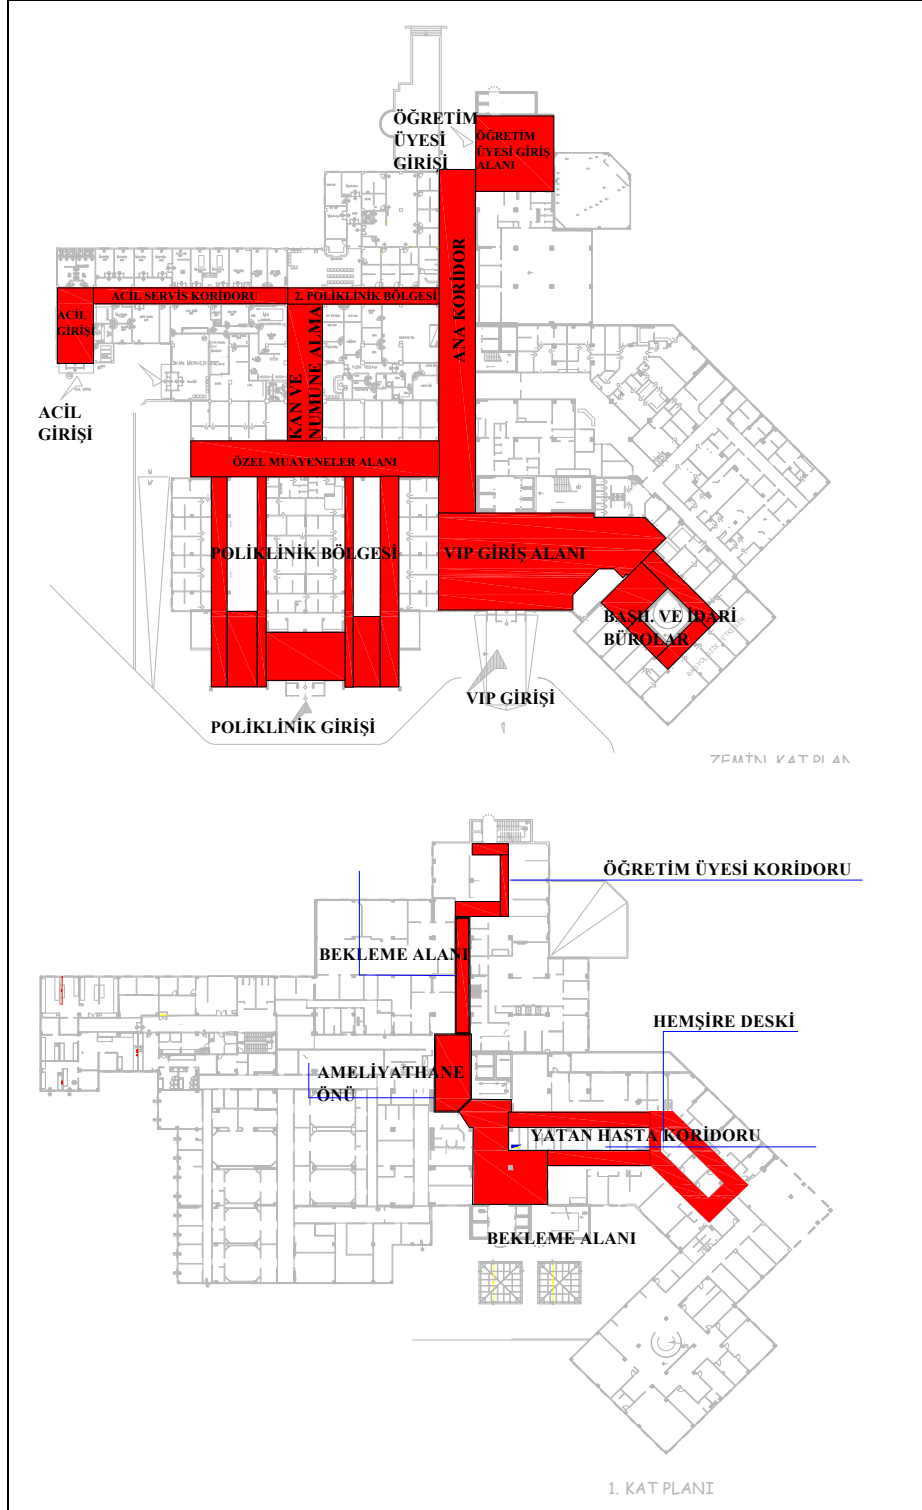 ÖĞRETİM
ÜYESİ
GİRİŞİ
ÖĞRETİM
ÜYESİ GİRİŞ
ALANI
ANA KORİDOR
ACİL SERVİS KORİDORU
2. POLİKLİNİK BÖLGESİ
ACİL
GİRİŞİ
KAN VE
NUMUNE ALMA
ACİL
GİRİŞİ
ÖZEL MUAYENELER ALANI
POLİKLİNİK BÖLGESİ
VIP GİRİŞ ALANI
BAŞH. VE İDARİ
BÜROLAR
VIP GİRİŞİ
POLİKLİNİK GİRİŞİ
ZEMİN KAT PLAN
ÖĞRETİM ÜYESİ KORİDORU
BEKLEME ALANI
HEMŞİRE DESKİ
AMELİYATHANE
ÖNÜ
YATAN HASTA KORİDORU
BEKLEME ALANI
1. KAT PLANI